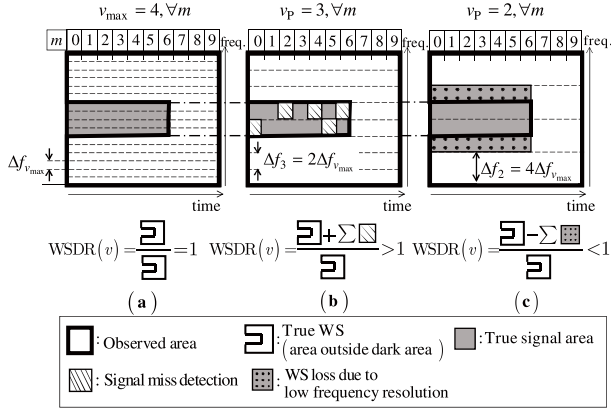 v_max = 4, ∀m
v_P = 3, ∀m
v_P = 2, ∀m
m 0 1 2 3 4 5 6 7 8 9 freq.
0 1 2 3 4 5 6 7 8 9 freq.
0 1 2 3 4 5 6 7 8 9 freq.
Δf_{v_max}
Δf_3 = 2Δf_{v_max}
Δf_2 = 4Δf_{v_max}
time
time
time
WSDR(v) = = 1
WSDR(v) = +Σ > 1
WSDR(v) = −Σ < 1
(a)
(b)
(c)
: Observed area
: True WS
(area outside dark area)
: True signal area
: Signal miss detection
: WS loss due to
low frequency resolution